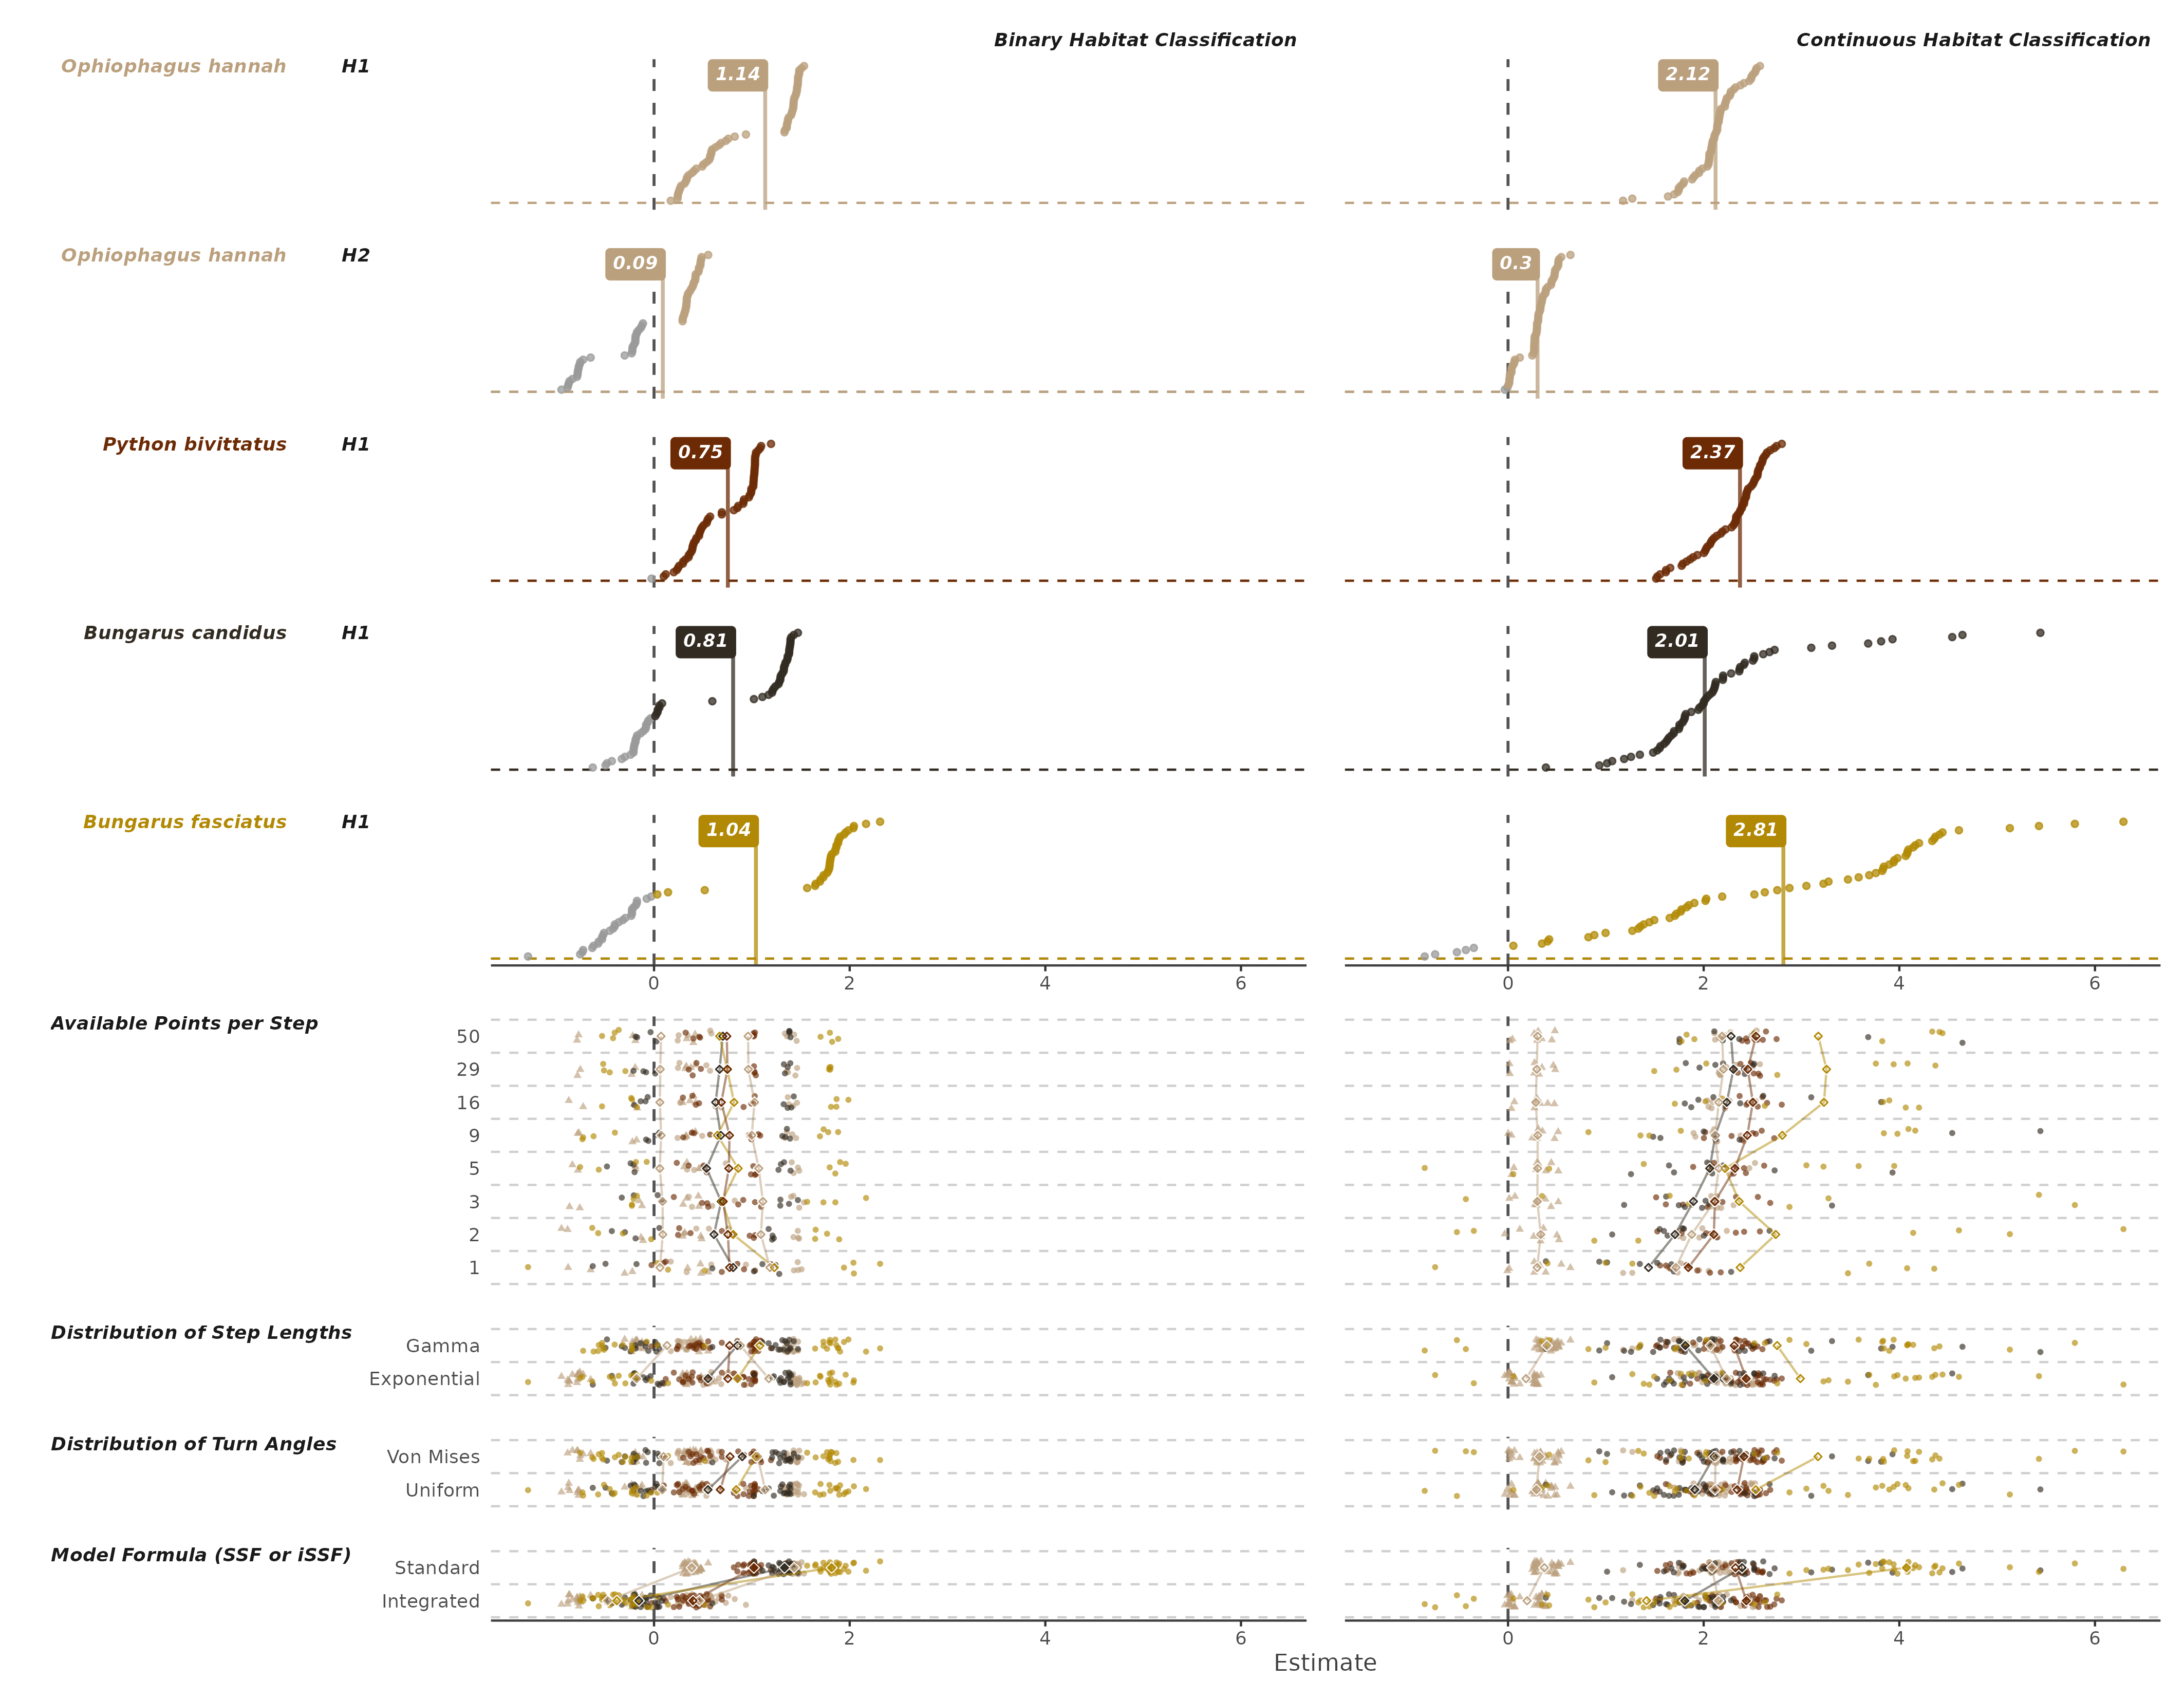 Binary Habitat Classification
Continuous Habitat Classification
Ophiophagus hannah H1
1.14
2.12
Ophiophagus hannah H2
0.09
0.3
Python bivittatus H1
0.75
2.37
Bungarus candidus H1
0.81
2.01
Bungarus fasciatus H1
1.04
2.81
0 2 4 6
0 2 4 6
Available Points per Step
50
29
16
9
5
3
2
1
Distribution of Step Lengths
Gamma
Exponential
Distribution of Turn Angles
Von Mises
Uniform
Model Formula (SSF or iSSF)
Standard
Integrated
0 2 4 6
0 2 4 6
Estimate